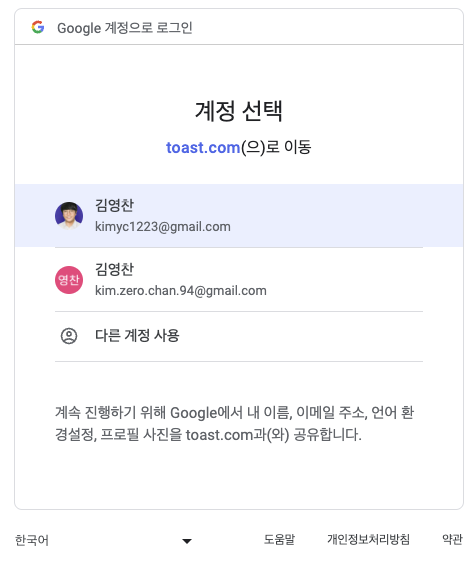 Google 계정으로 로그인
계정 선택
toast.com(으)로 이동
김영찬
kimyc1223@gmail.com
영찬
김영찬
kim.zero.chan.94@gmail.com
다른 계정 사용
계속 진행하기 위해 Google에서 내 이름, 이메일 주소, 언어 환
경설정, 프로필 사진을 toast.com과(와) 공유합니다.
한국어 도움말 개인정보처리방침 약관